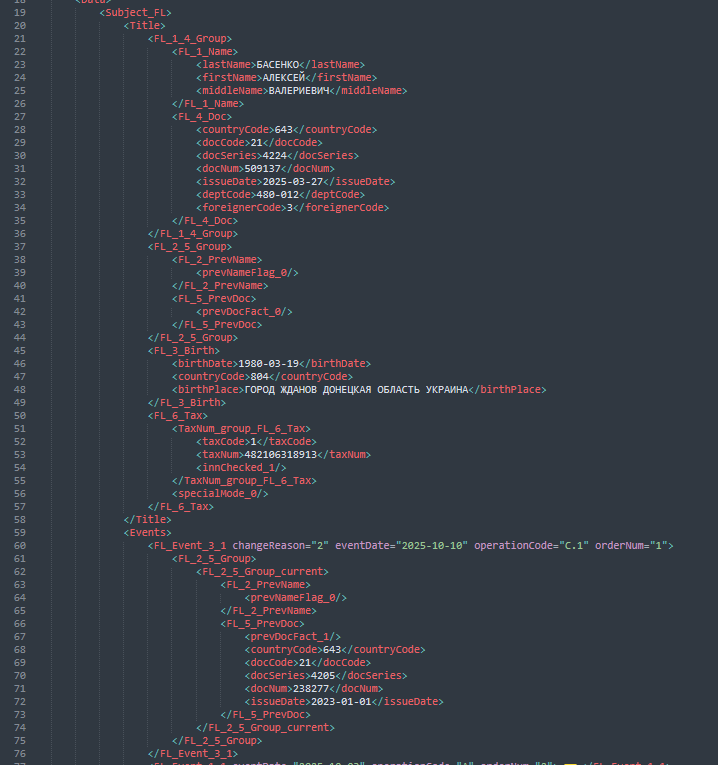 18 <Data>
19 <Subject_FL>
20 <Title>
21 <FL_1_4_Group>
22 <FL_1_Name>
23 <lastName>БАСЕНКО</lastName>
24 <firstName>АЛЕКСЕЙ</firstName>
25 <middleName>ВАЛЕРИЕВИЧ</middleName>
26 </FL_1_Name>
27 <FL_4_Doc>
28 <countryCode>643</countryCode>
29 <docCode>21</docCode>
30 <docSeries>4224</docSeries>
31 <docNum>509137</docNum>
32 <issueDate>2025-03-27</issueDate>
33 <deptCode>480-012</deptCode>
34 <foreignerCode>3</foreignerCode>
35 </FL_4_Doc>
36 </FL_1_4_Group>
37 <FL_2_5_Group>
38 <FL_2_PrevName>
39 <prevNameFlag_0/>
40 </FL_2_PrevName>
41 <FL_5_PrevDoc>
42 <prevDocFact_0/>
43 </FL_5_PrevDoc>
44 </FL_2_5_Group>
45 <FL_3_Birth>
46 <birthDate>1980-03-19</birthDate>
47 <countryCode>804</countryCode>
48 <birthPlace>ГОРОД ЖДАНОВ ДОНЕЦКАЯ ОБЛАСТЬ УКРАИНА</birthPlace>
49 </FL_3_Birth>
50 <FL_6_Tax>
51 <TaxNum_group_FL_6_Tax>
52 <taxCode>1</taxCode>
53 <taxNum>482106318913</taxNum>
54 <innChecked_1/>
55 </TaxNum_group_FL_6_Tax>
56 <specialMode_0/>
57 </FL_6_Tax>
58 </Title>
59 <Events>
60 <FL_Event_3_1 changeReason="2" eventDate="2025-10-10" operationCode="C.1" orderNum="1">
61 <FL_2_5_Group>
62 <FL_2_5_Group_current>
63 <FL_2_PrevName>
64 <prevNameFlag_0/>
65 </FL_2_PrevName>
66 <FL_5_PrevDoc>
67 <prevDocFact_1/>
68 <countryCode>643</countryCode>
69 <docCode>21</docCode>
70 <docSeries>4205</docSeries>
71 <docNum>238277</docNum>
72 <issueDate>2023-01-01</issueDate>
73 </FL_5_PrevDoc>
74 </FL_2_5_Group_current>
75 </FL_2_5_Group>
76 </FL_Event_3_1>